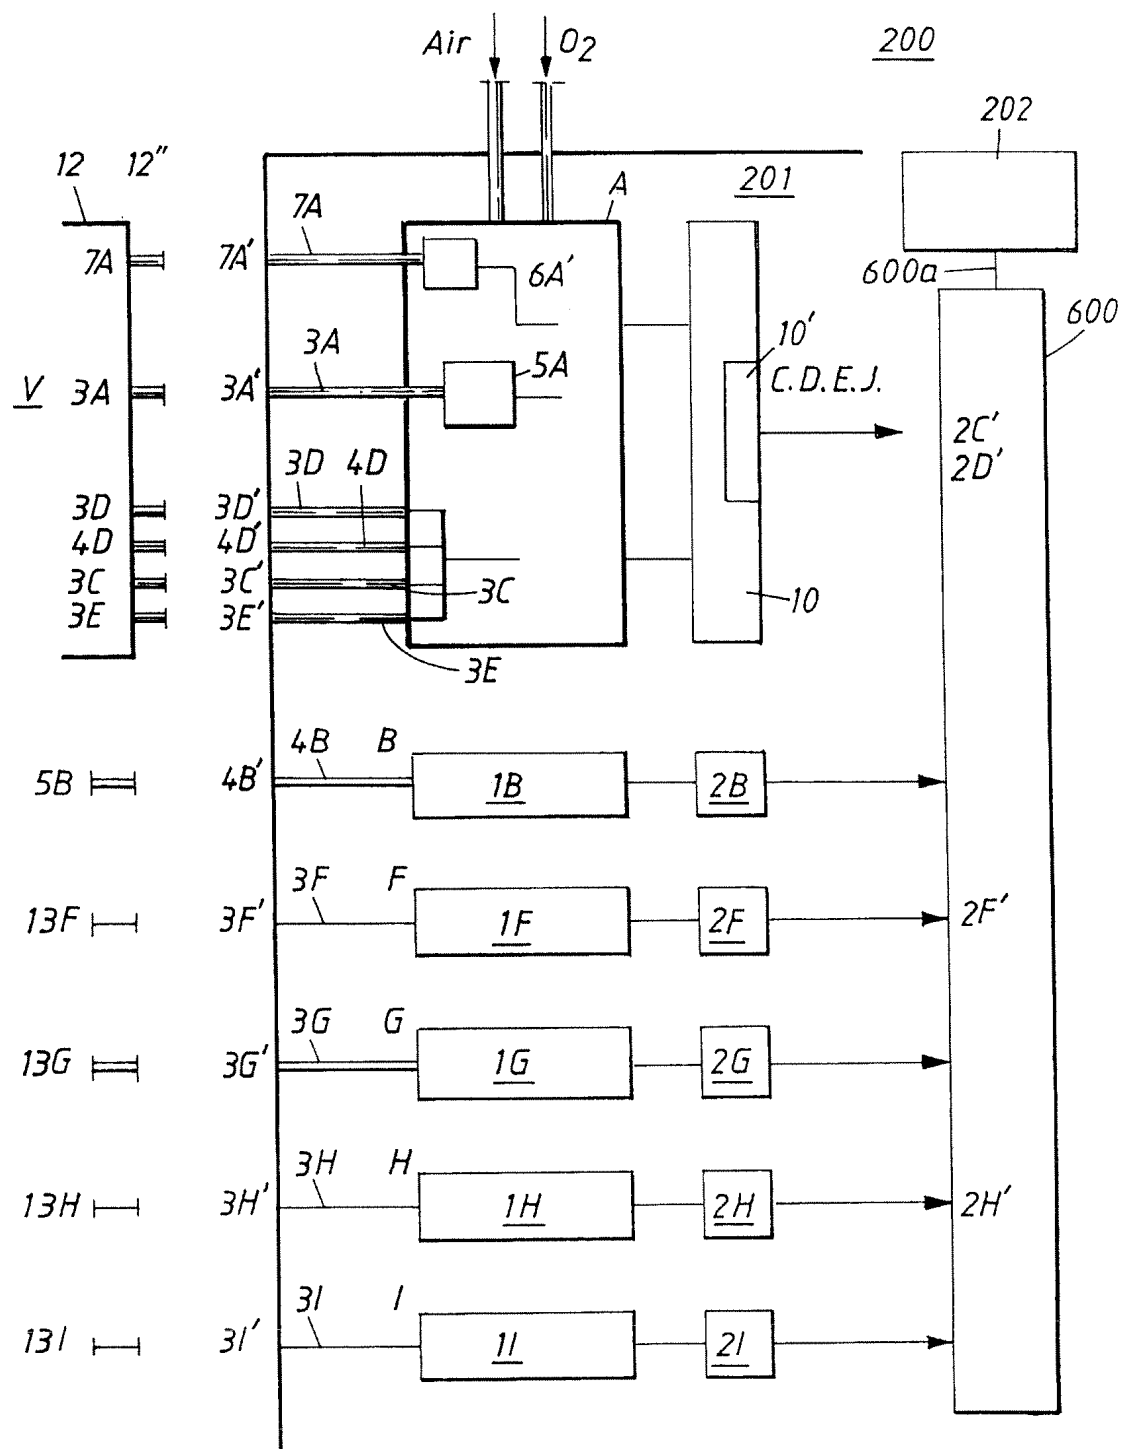 Air
O2
200
202
12
12"
201
A
7A
7A
7A'
6A'
600a
600
10'
3A
5A
C.D.E.J.
V
3A
3A'
2C'
2D'
3D
4D
3D
3D'
4D
4D'
3C
3C'
3C
10
3E
3E'
3E
4B
B
5B
4B'
1B
2B
3F
F
13F
3F'
1F
2F
2F'
3G
G
13G
3G'
1G
2G
3H
H
13H
3H'
1H
2H
2H'
3I
I
13I
3I'
1I
2I